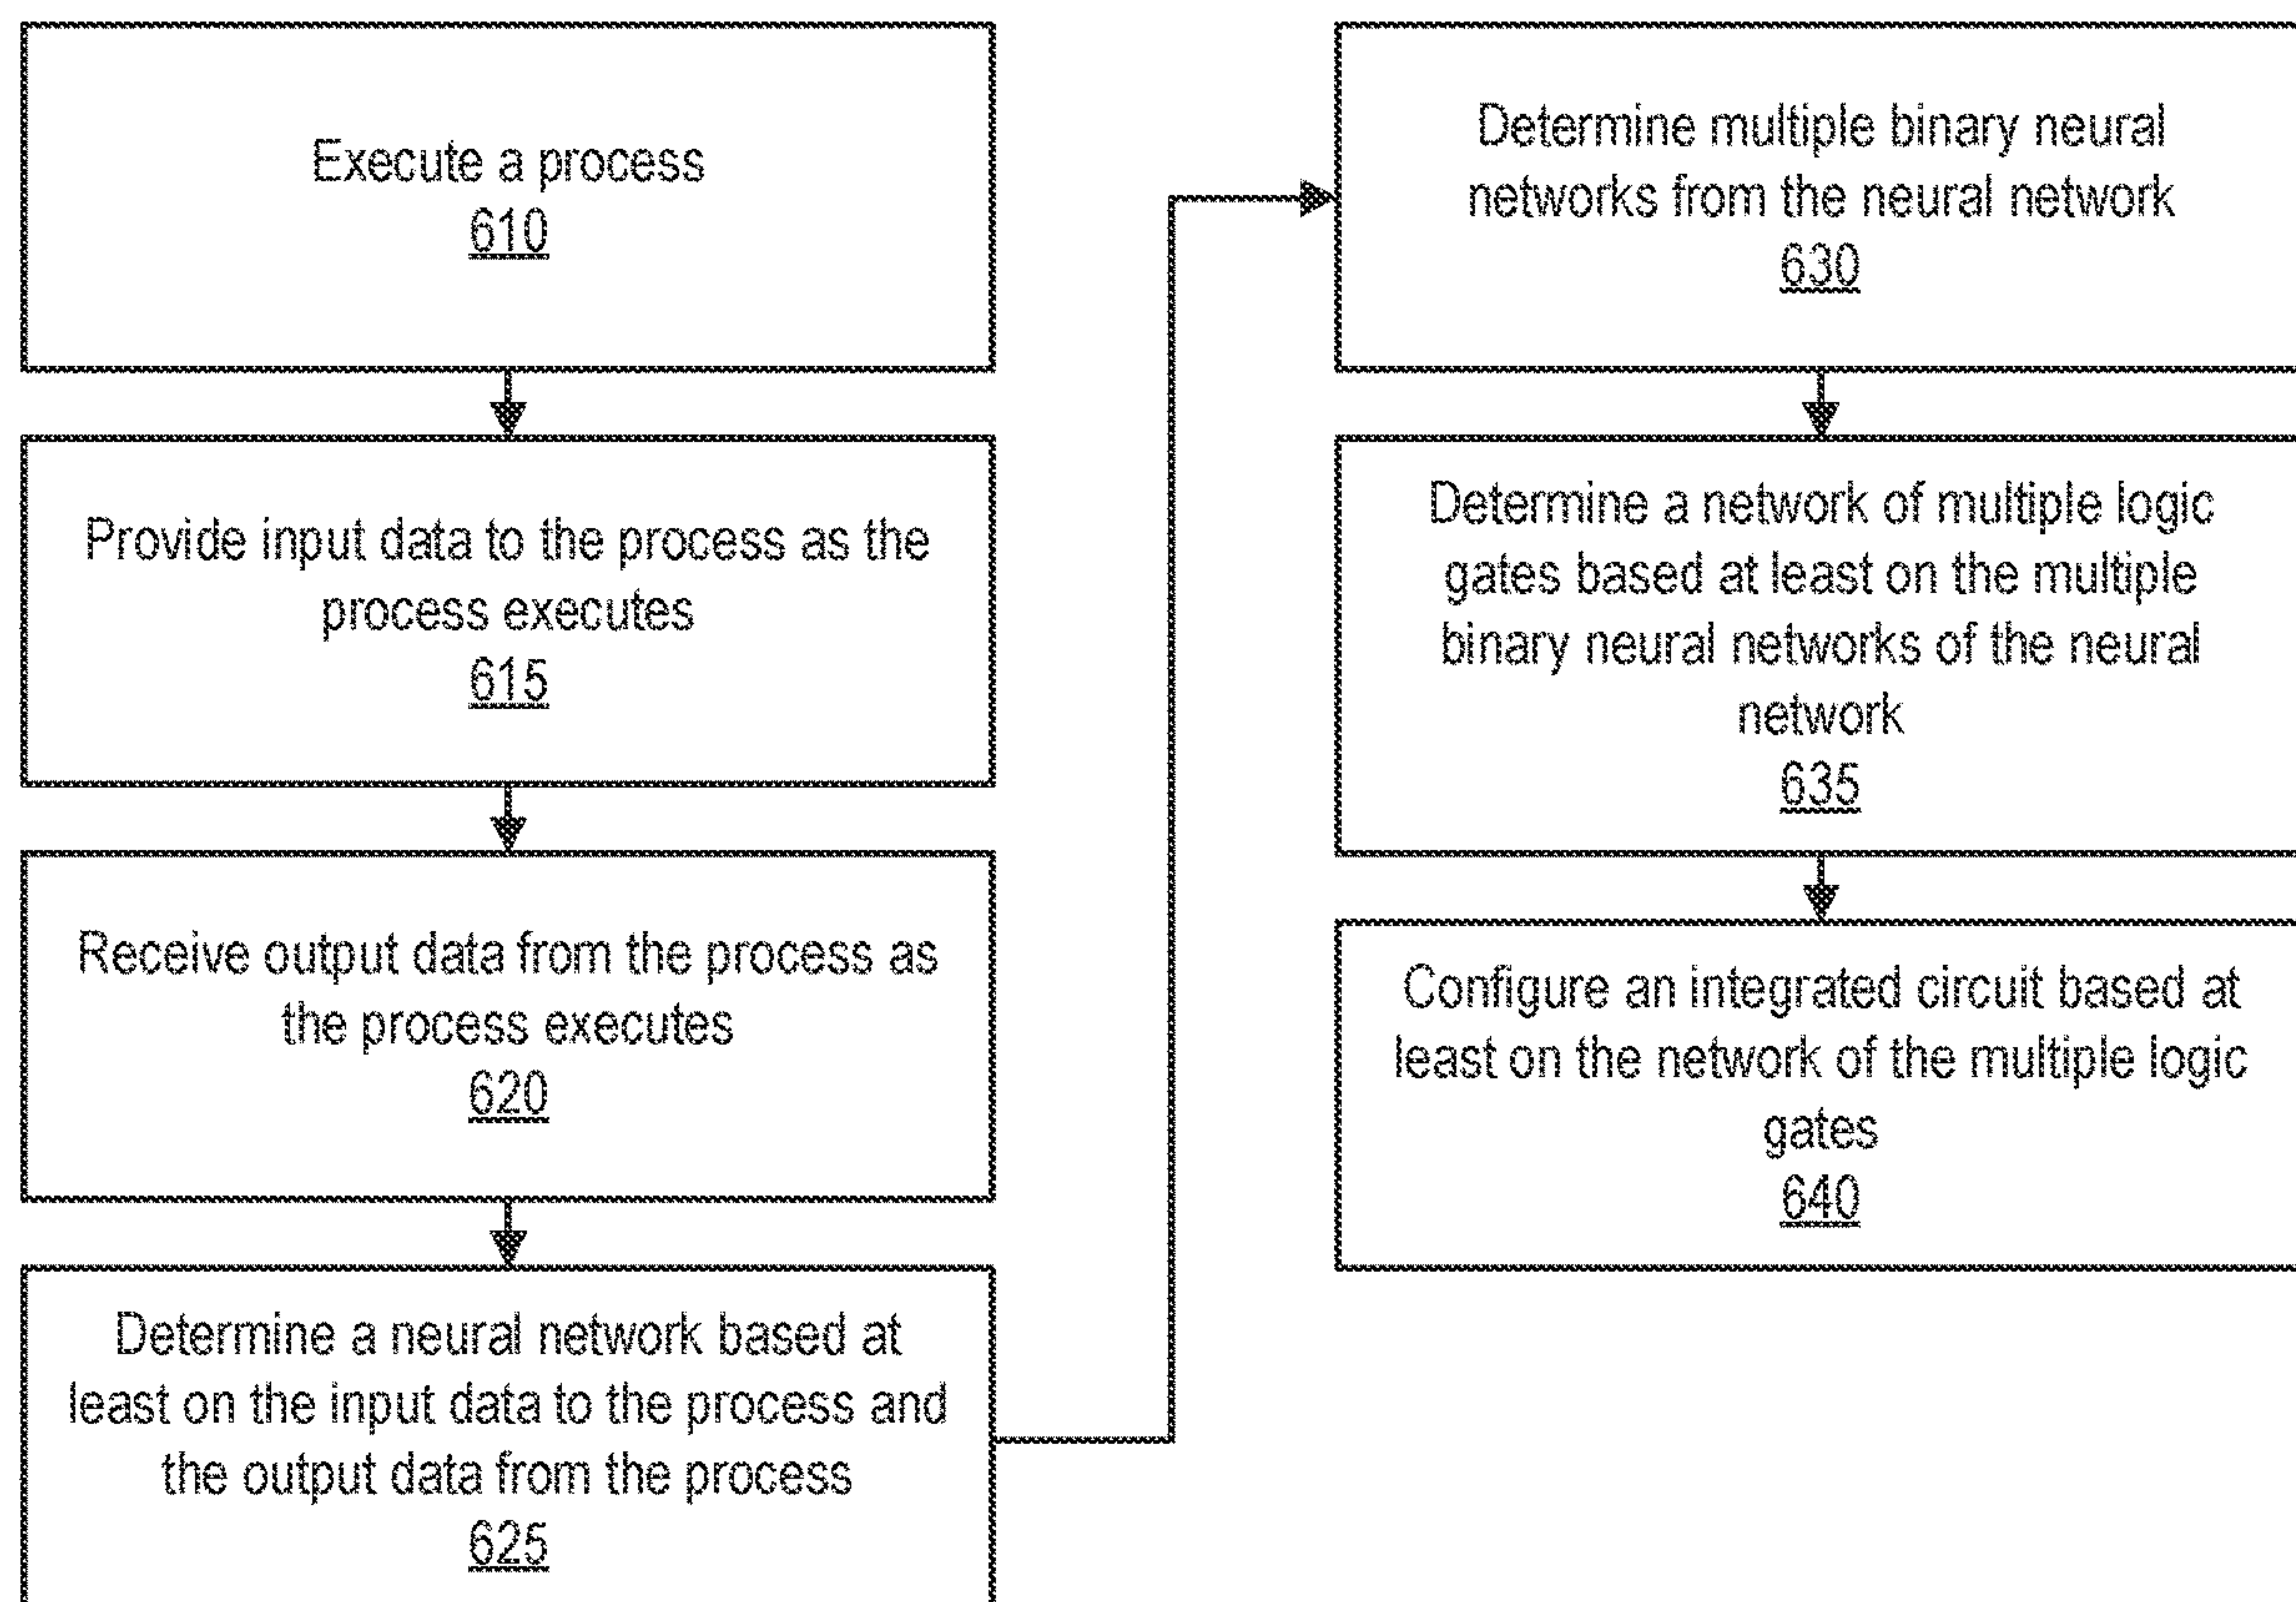 Execute a process
610
Provide input data to the process as the
process executes
615
Receive output data from the process as
the process executes
620
Determine a neural network based at
least on the input data to the process and
the output data from the process
625
Determine multiple binary neural
networks from the neural network
630
Determine a network of multiple logic
gates based at least on the multiple
binary neural networks of the neural
network
635
Configure an integrated circuit based at
least on the network of the multiple logic
gates
640